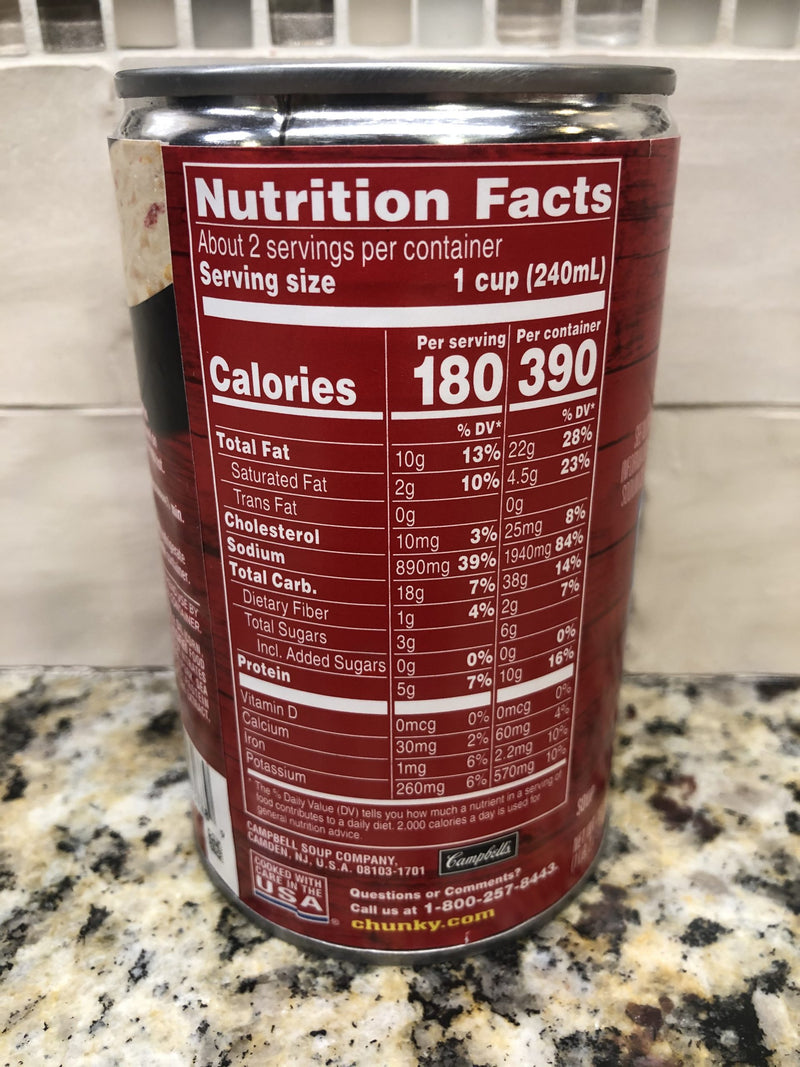 Nutrition Facts
About 2 servings per container
Serving size 1 cup (240mL)
Per serving Per container
Calories 180 390
% DV* % DV*
Total Fat 10g 13% 22g 28%
Saturated Fat 2g 10% 4.5g 23%
Trans Fat 0g 0g
Cholesterol 10mg 3% 25mg 8%
Sodium 890mg 39% 1940mg 84%
Total Carb. 18g 7% 38g 14%
Dietary Fiber 1g 4% 2g 7%
Total Sugars 3g 6g
Incl. Added Sugars 0g 0% 0g 0%
Protein 5g 7% 10g 16%
Vitamin D 0mcg 0% 0mcg 0%
Calcium 30mg 2% 60mg 4%
Iron 1mg 6% 2.2mg 10%
Potassium 260mg 6% 570mg 10%
* The % Daily Value (DV) tells you how much a nutrient in a serving of
food contributes to a daily diet. 2,000 calories a day is used for
general nutrition advice.
CAMPBELL SOUP COMPANY,
CAMDEN, NJ, U.S.A. 08103-1701
Campbell's
COOKED WITH
CARE IN THE
USA
®
Questions or Comments?
Call us at 1-800-257-8443.
chunky.com